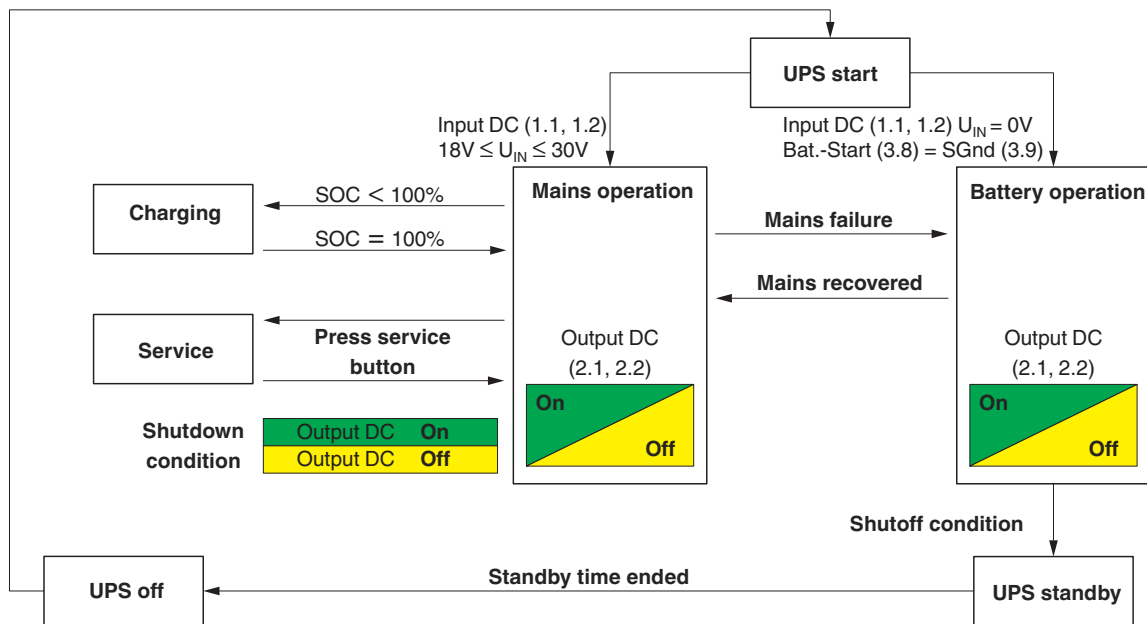 UPS start
Input DC (1.1, 1.2)
18V ≤ U_IN ≤ 30V
Input DC (1.1, 1.2) U_IN = 0V
Bat.-Start (3.8) = SGnd (3.9)
Charging
SOC < 100%
SOC = 100%
Mains operation
Mains failure
Mains recovered
Battery operation
Service
Press service
button
Output DC
(2.1, 2.2)
On
Off
Output DC
(2.1, 2.2)
On
Off
Shutdown
condition
Output DC On
Output DC Off
Shutoff condition
UPS off
Standby time ended
UPS standby